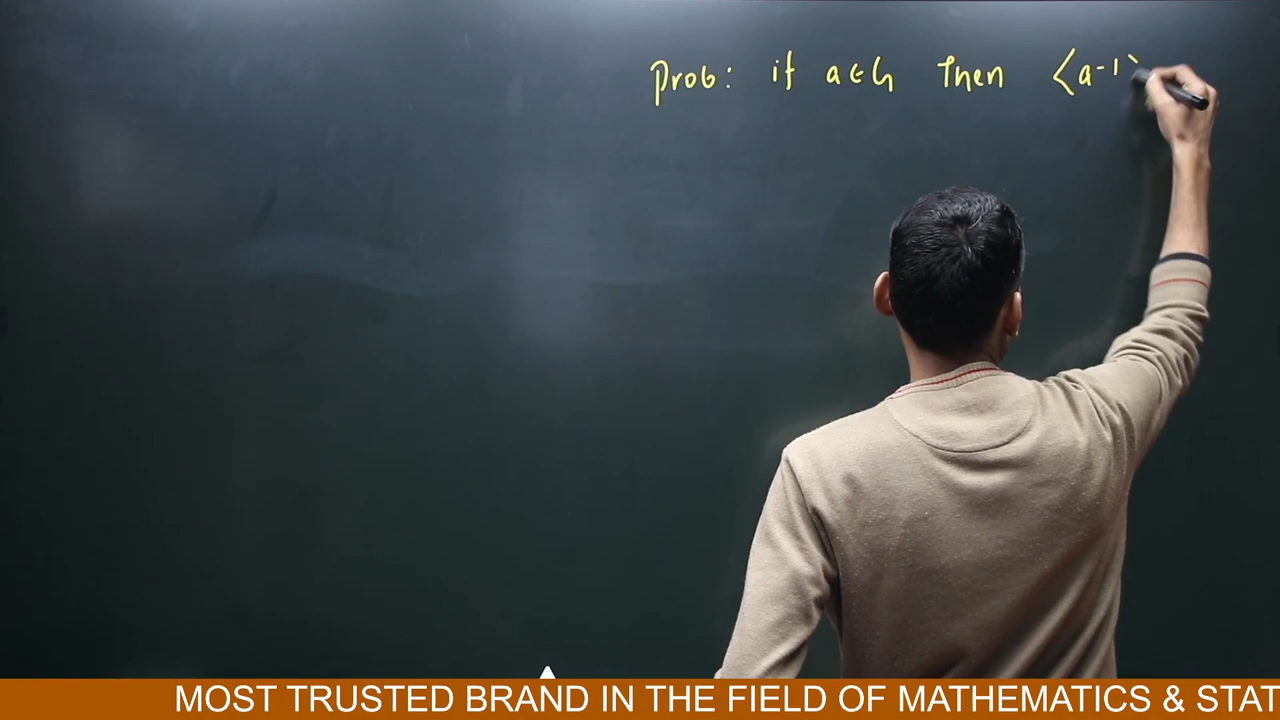 Prob: if a ∈ G then <a-1>
MOST TRUSTED BRAND IN THE FIELD OF MATHEMATICS & STAT